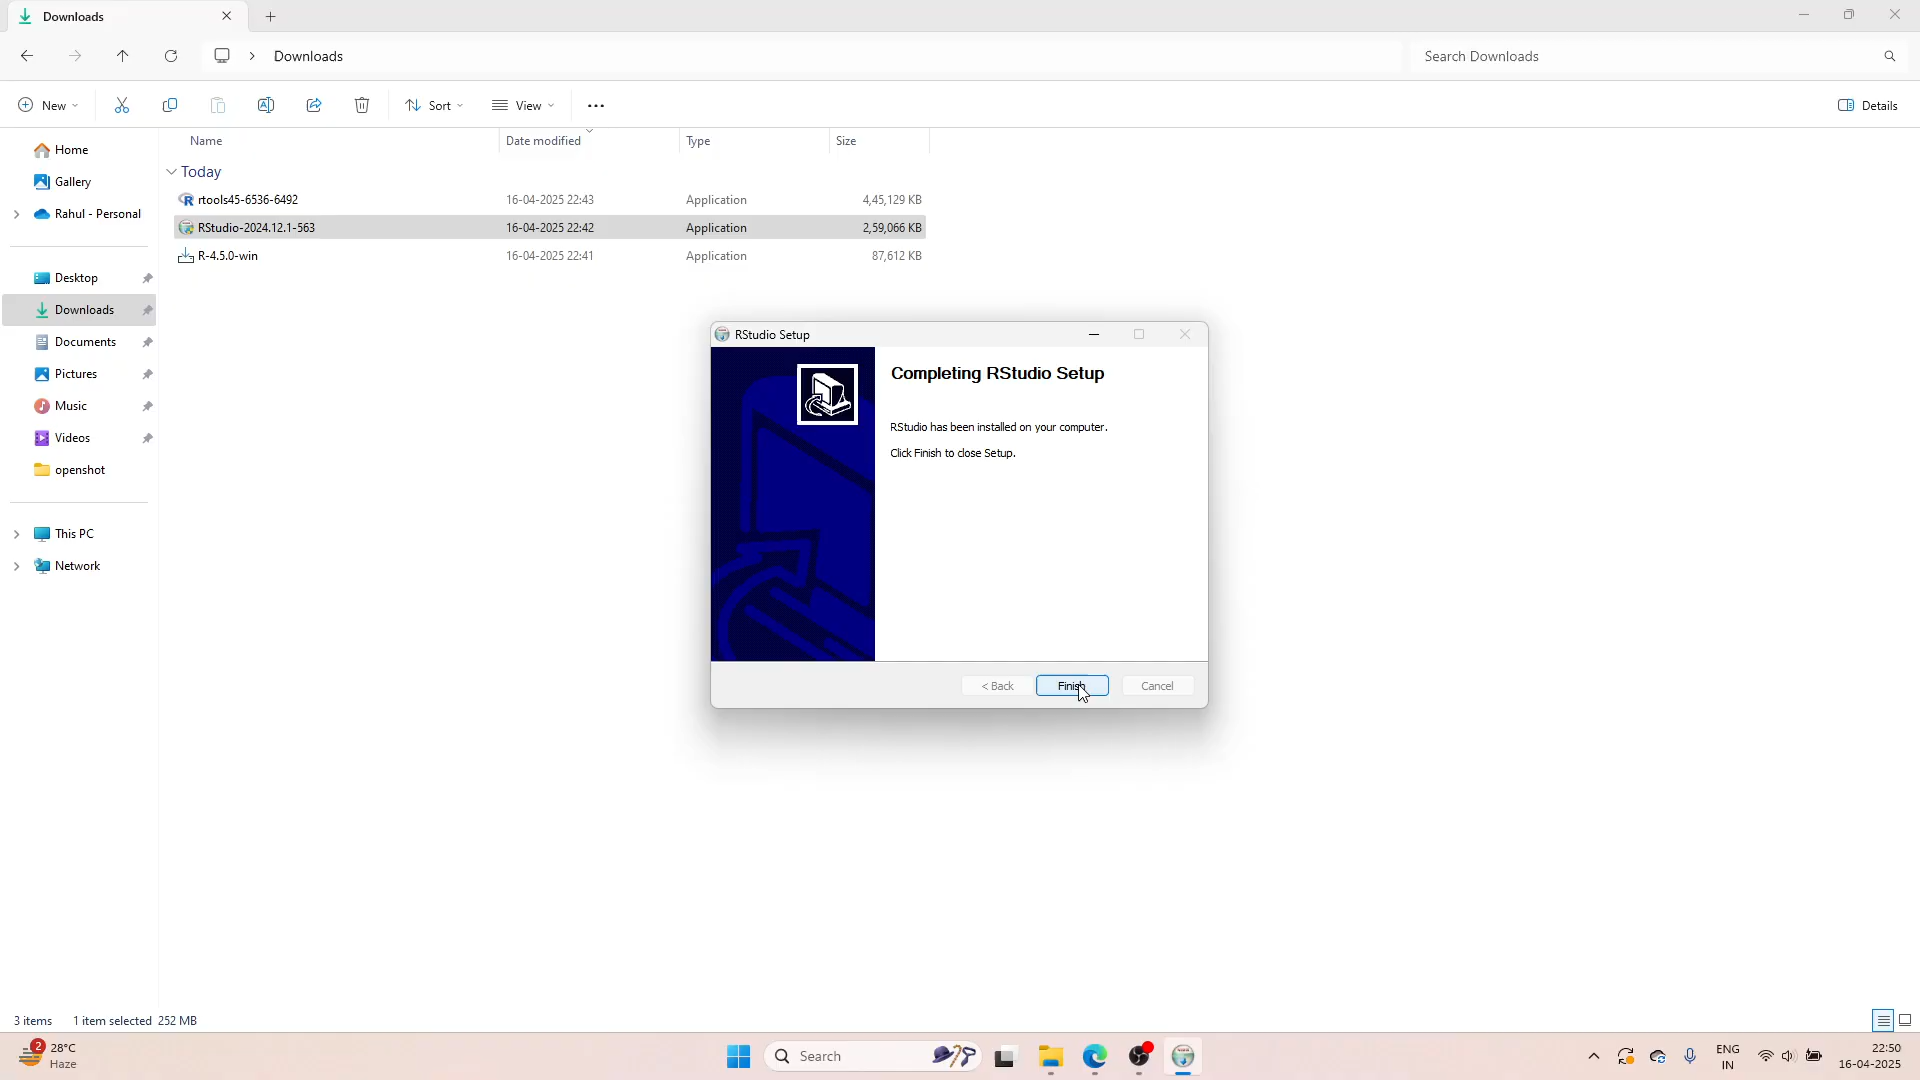 Downloads
Downloads
Search Downloads
New
Sort
View
Details
Name Date modified Type Size
Today
rtools45-6536-6492 16-04-2025 22:43 Application 4,45,129 KB
RStudio-2024.12.1-563 16-04-2025 22:42 Application 2,59,066 KB
R-4.5.0-win 16-04-2025 22:41 Application 87,612 KB
Home
Gallery
Rahul - Personal
Desktop
Downloads
Documents
Pictures
Music
Videos
openshot
This PC
Network
RStudio Setup
Completing RStudio Setup
RStudio has been installed on your computer.
Click Finish to close Setup.
< Back Finish Cancel
3 items 1 item selected 252 MB
2
28°C
Haze
Search
ENG
IN
22:50
16-04-2025